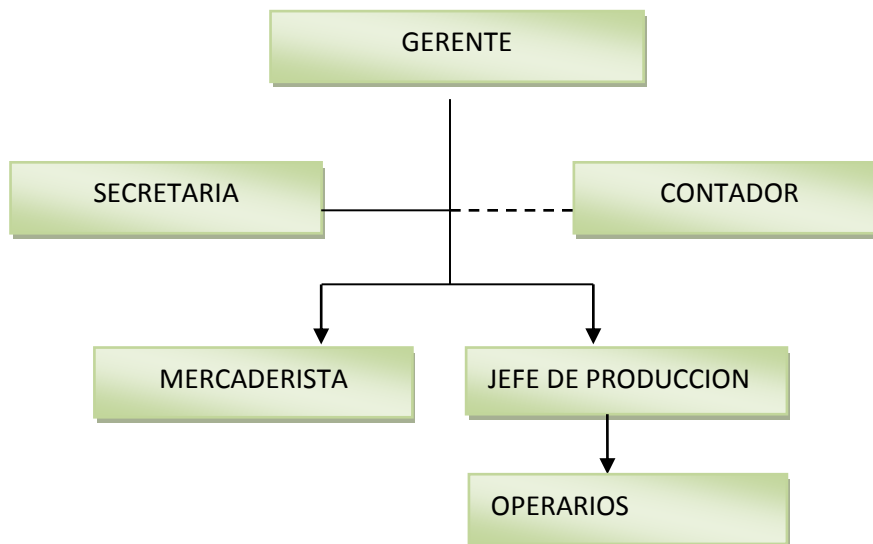 GERENTE
SECRETARIA
CONTADOR
MERCADERISTA
JEFE DE PRODUCCION
OPERARIOS